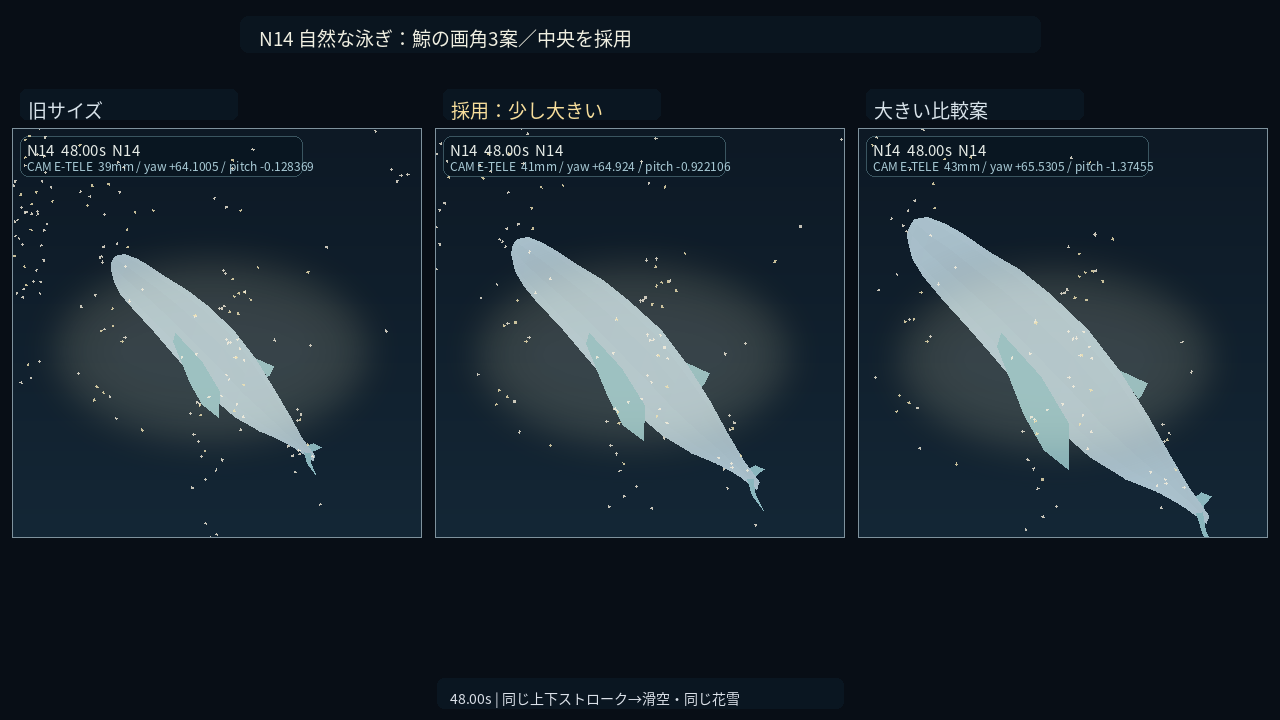 N14 自然な泳ぎ：鯨の画角3案／中央を採用
旧サイズ
N14 48.00s N14
CAME-TELE 39mm / yaw +64.1005 / pitch -0.128369
採用：少し大きい
N14 48.00s N14
CAME-TELE 41mm / yaw +64.924 / pitch -0.922106
大きい比較案
N14 48.00s N14
CAME-TELE 43mm / yaw +65.5305 / pitch -1.37455
48.00s | 同じ上下ストローク→滑空・同じ花雪